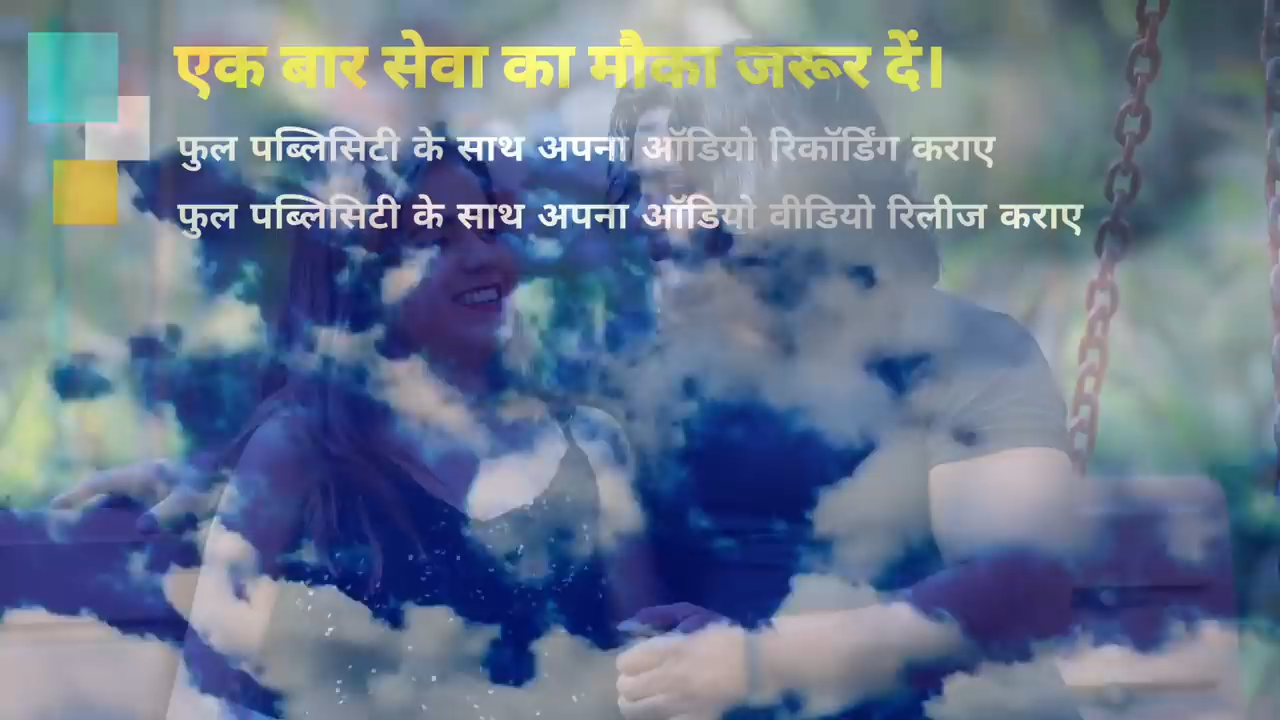 एक बार सेवा का मौका जरूर दें।
फुल पब्लिसिटी के साथ अपना ऑडियो रिकॉर्डिंग कराए
फुल पब्लिसिटी के साथ अपना ऑडियो वीडियो रिलीज कराए